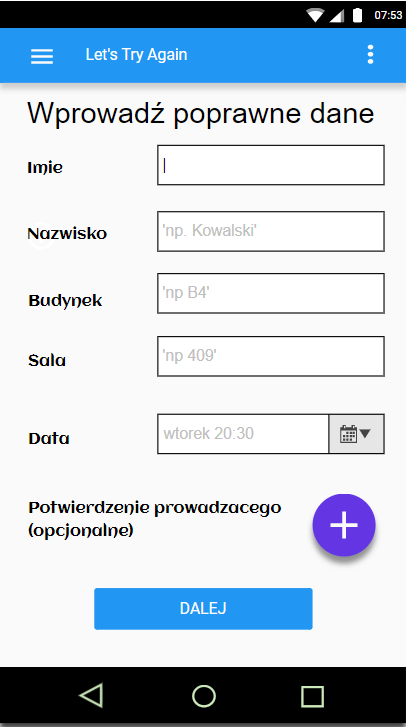 07:53
Let's Try Again
Wprowadź poprawne dane
Imie
Nazwisko
'np. Kowalski'
Budynek
'np B4'
Sala
'np 409'
Data
wtorek 20:30
Potwierdzenie prowadzacego
(opcjonalne)
DALEJ